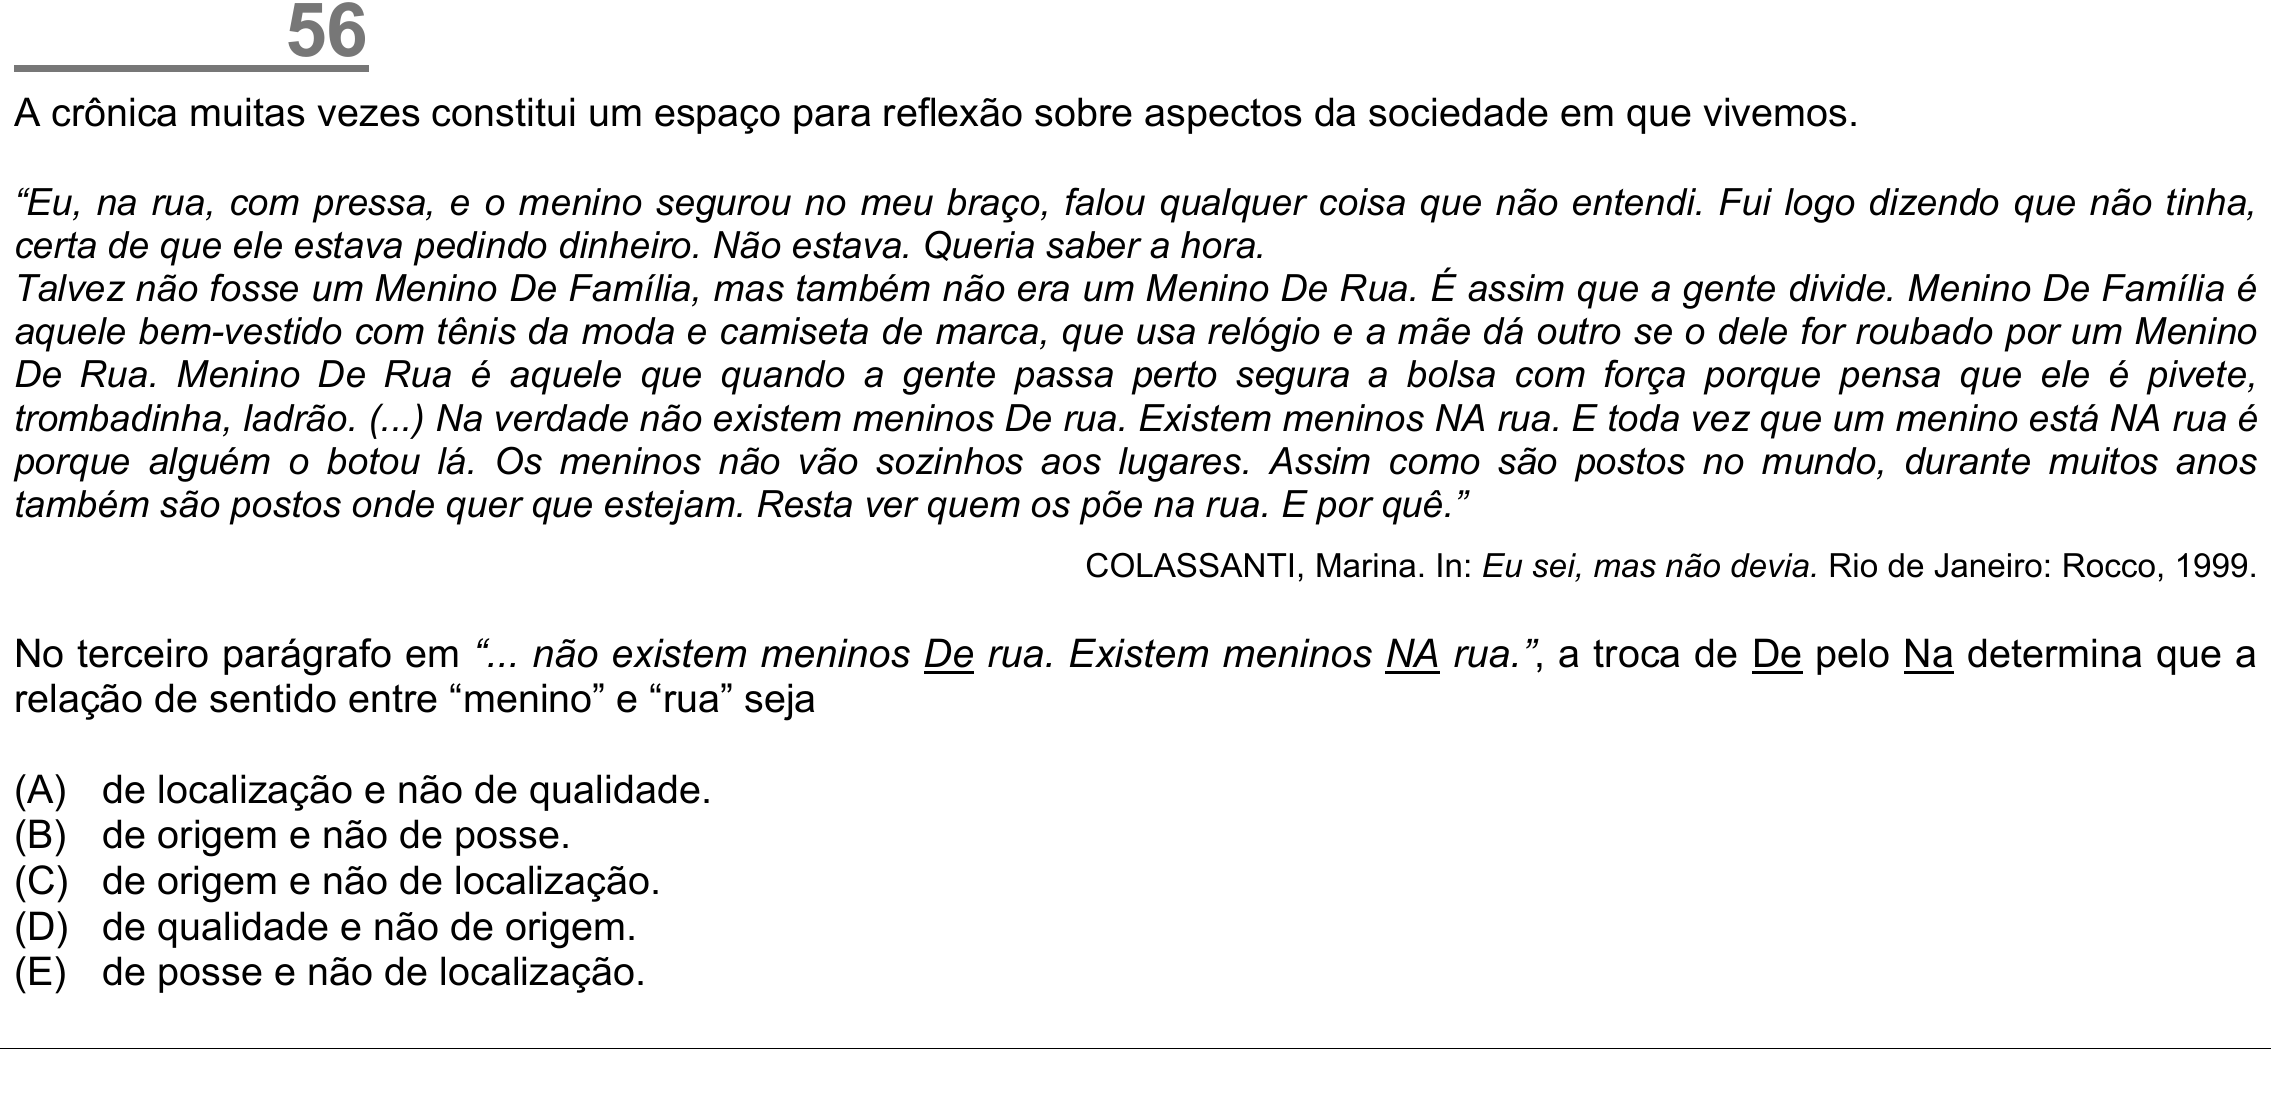 56
A crônica muitas vezes constitui um espaço para reflexão sobre aspectos da sociedade em que vivemos.
“Eu, na rua, com pressa, e o menino segurou no meu braço, falou qualquer coisa que não entendi. Fui logo dizendo que não tinha,
certa de que ele estava pedindo dinheiro. Não estava. Queria saber a hora.
Talvez não fosse um Menino De Família, mas também não era um Menino De Rua. É assim que a gente divide. Menino De Família é
aquele bem-vestido com tênis da moda e camiseta de marca, que usa relógio e a mãe dá outro se o dele for roubado por um Menino
De Rua. Menino De Rua é aquele que quando a gente passa perto segura a bolsa com força porque pensa que ele é pivete,
trombadinha, ladrão. (...) Na verdade não existem meninos De rua. Existem meninos NA rua. E toda vez que um menino está NA rua é
porque alguém o botou lá. Os meninos não vão sozinhos aos lugares. Assim como são postos no mundo, durante muitos anos
também são postos onde quer que estejam. Resta ver quem os põe na rua. E por quê.”
COLASSANTI, Marina. In: Eu sei, mas não devia. Rio de Janeiro: Rocco, 1999.
No terceiro parágrafo em “... não existem meninos De rua. Existem meninos NA rua.”, a troca de De pelo Na determina que a
relação de sentido entre “menino” e “rua” seja
(A) de localização e não de qualidade.
(B) de origem e não de posse.
(C) de origem e não de localização.
(D) de qualidade e não de origem.
(E) de posse e não de localização.